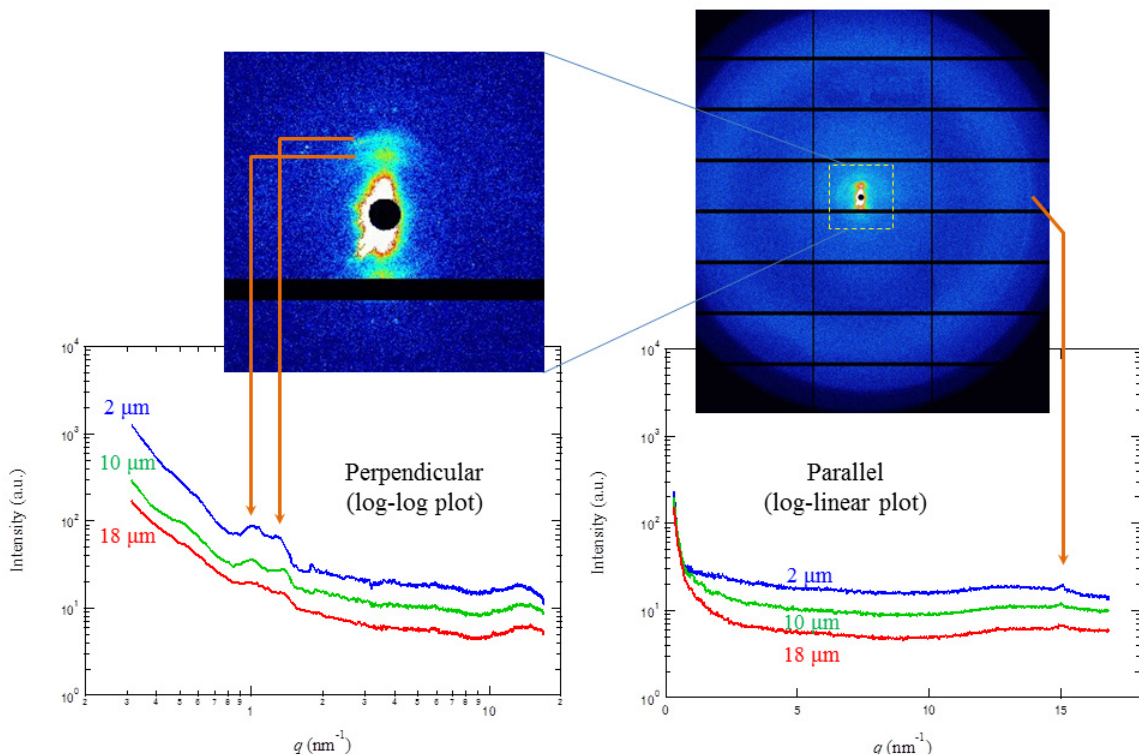 10⁴
10³
10²
10¹
10⁰
Intensity (a.u.)
2 μm
10 μm
18 μm
Perpendicular
(log-log plot)
2 3 4 5 6 7 8 9 1 2 3 4 5 6 7 8 9 10 2
q (nm⁻¹)
10⁴
10³
10²
10¹
10⁰
Intensity (a.u.)
Parallel
(log-linear plot)
2 μm
10 μm
18 μm
5 10 15
q (nm⁻¹)